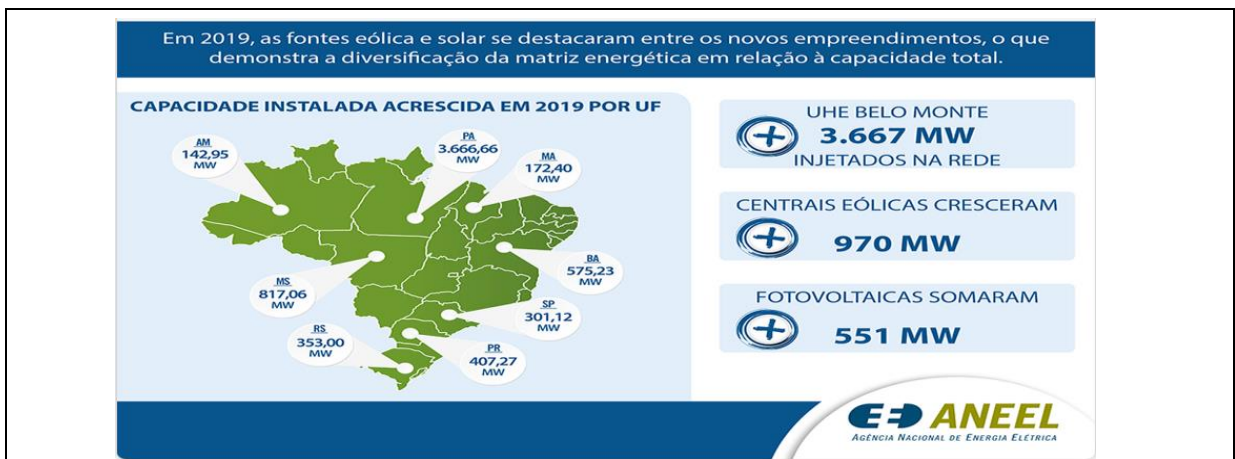 Em 2019, as fontes eólica e solar se destacaram entre os novos empreendimentos, o que
demonstra a diversificação da matriz energética em relação à capacidade total.
CAPACIDADE INSTALADA ACRESCIDA EM 2019 POR UF
AM
142,95
MW
PA
3.666,66
MW
MA
172,40
MW
BA
575,23
MW
MS
817,06
MW
SP
301,12
MW
RS
353,00
MW
PR
407,27
MW
UHE BELO MONTE
3.667 MW
INJETADOS NA REDE
CENTRAIS EÓLICAS CRESCERAM
970 MW
FOTOVOLTAICAS SOMARAM
551 MW
ANEEL
AGÊNCIA NACIONAL DE ENERGIA ELÉTRICA